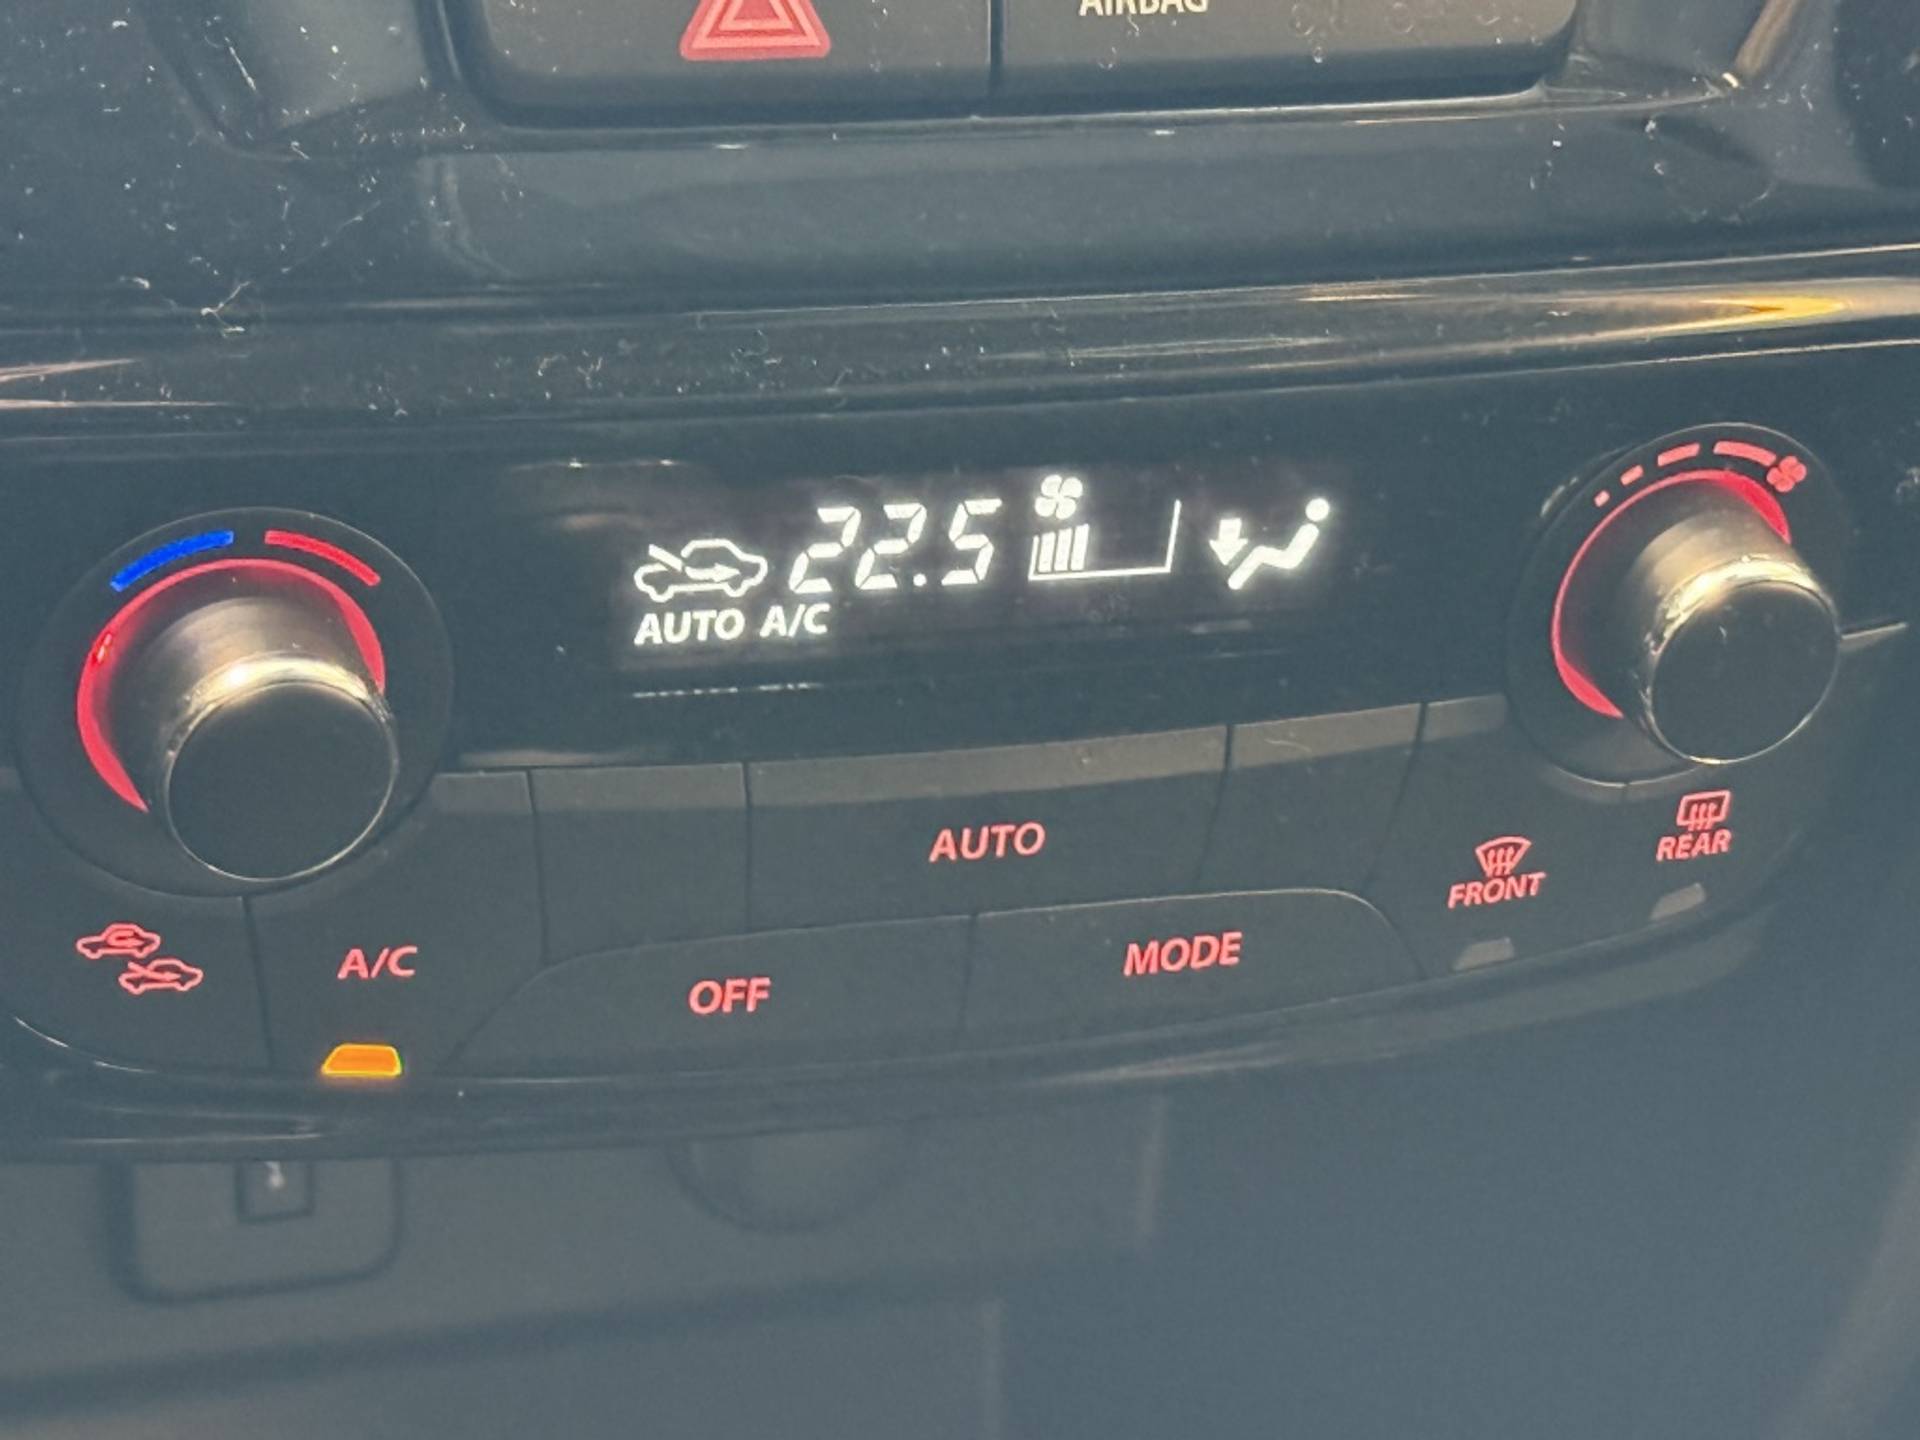 AIRBAG
22.5
AUTO A/C
AUTO
REAR
FRONT
A/C
OFF
MODE